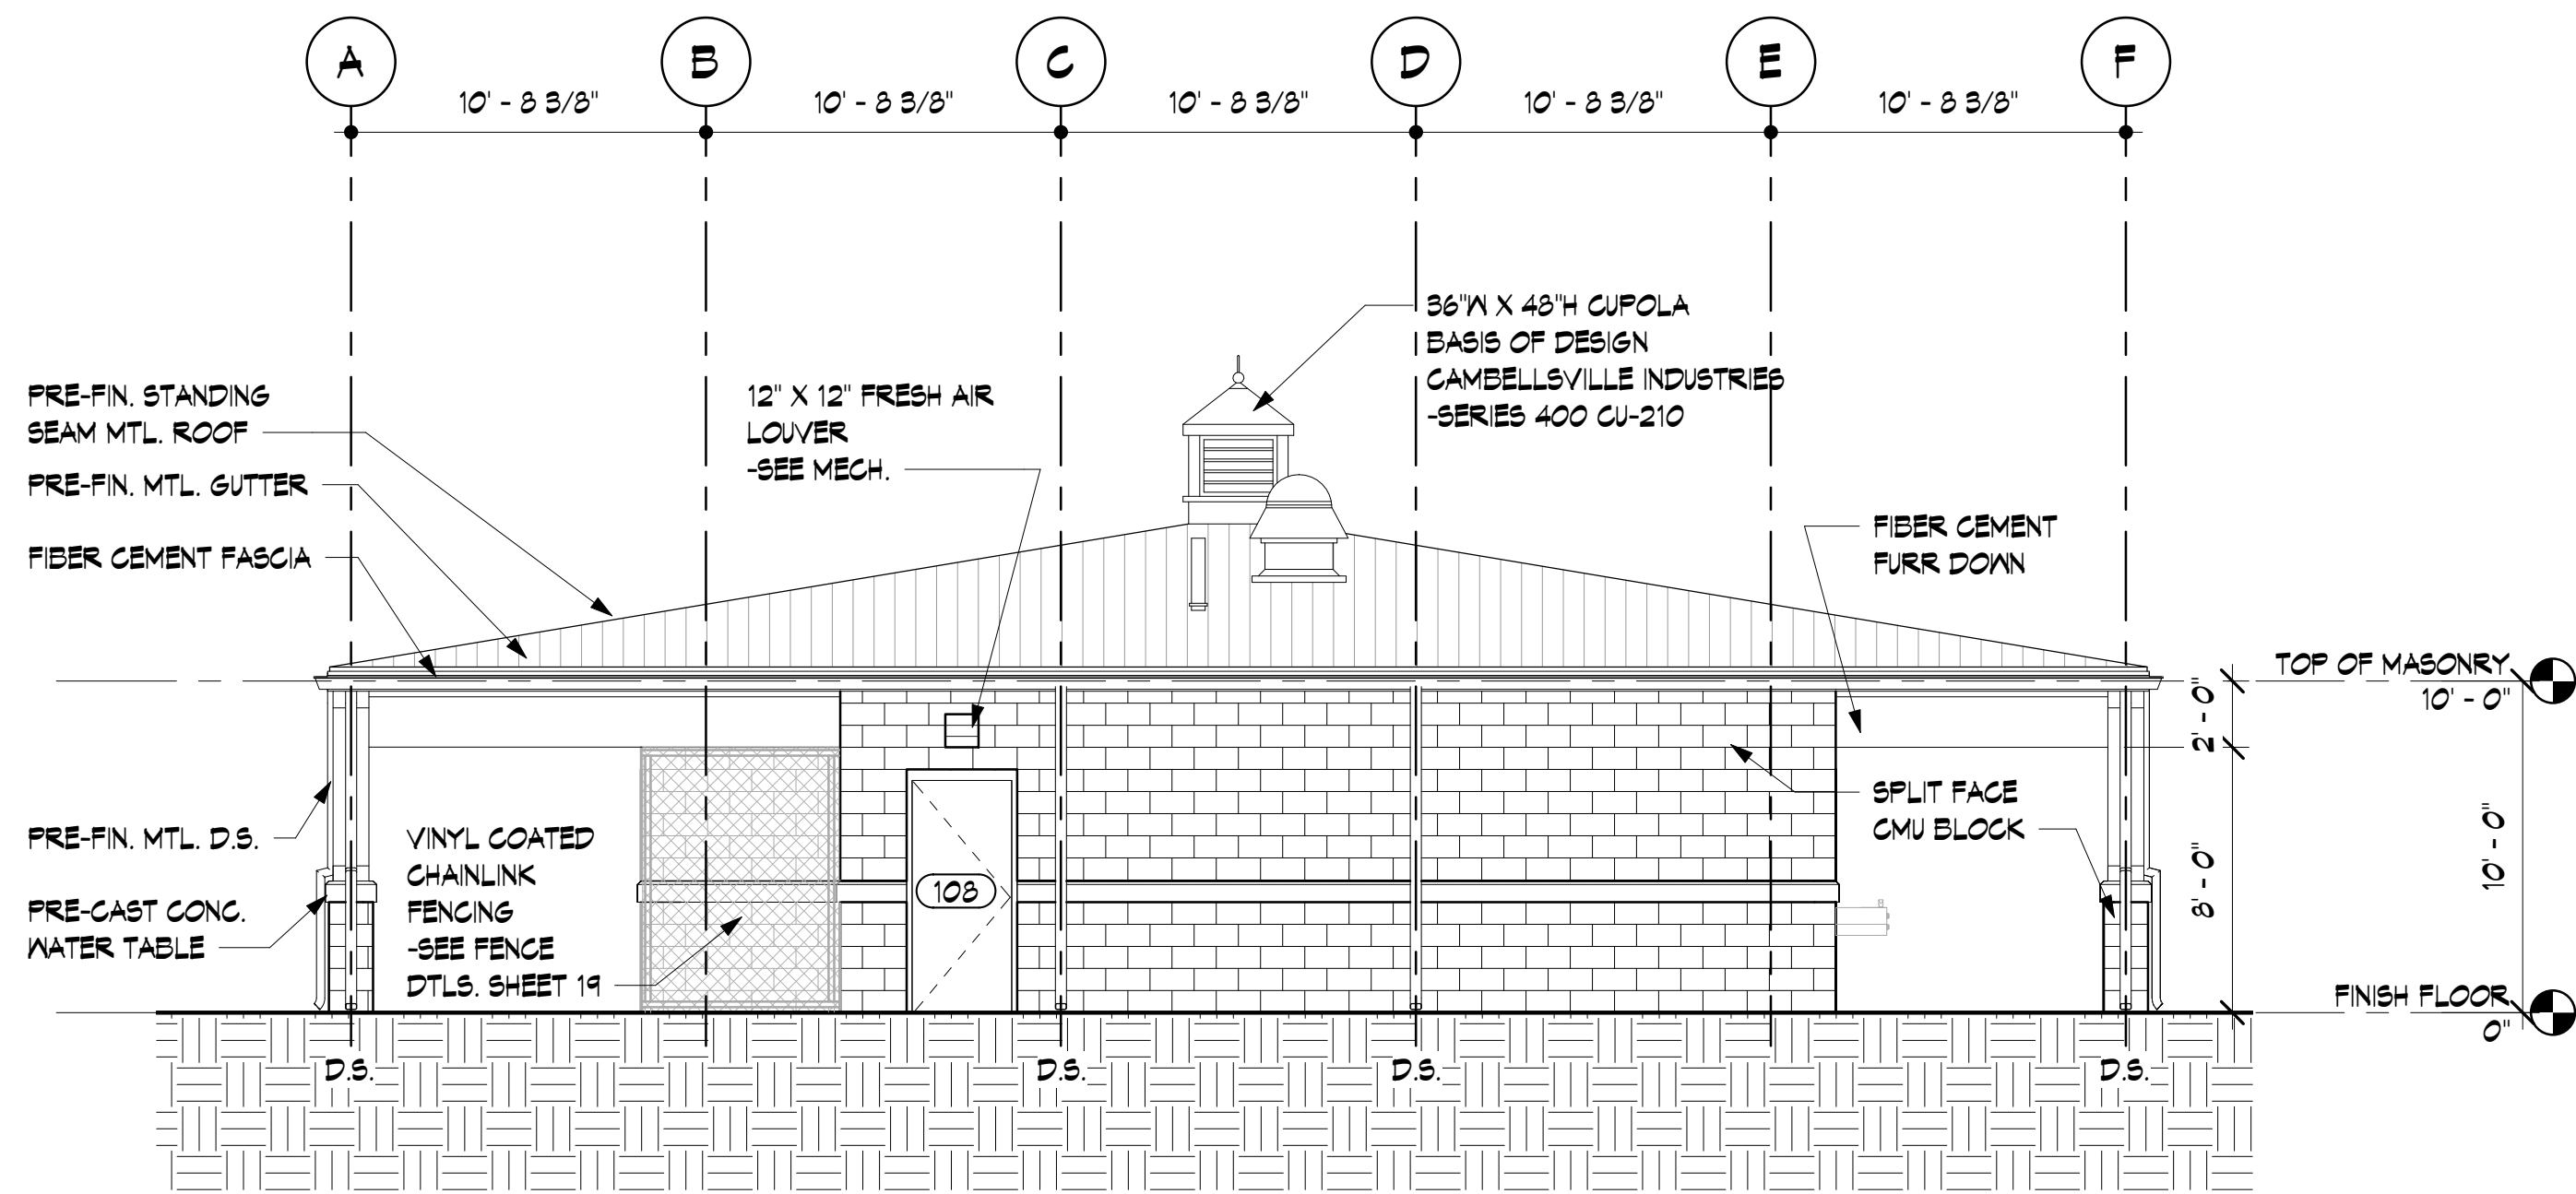 A
B
C
D
E
F
10' - 8 3/8"
10' - 8 3/8"
10' - 8 3/8"
10' - 8 3/8"
10' - 8 3/8"
36"W X 48"H CUPOLA
BASIS OF DESIGN
CAMBELLSVILLE INDUSTRIES
-SERIES 400 CU-210
PRE-FIN. STANDING
SEAM MTL. ROOF
PRE-FIN. MTL. GUTTER
FIBER CEMENT FASCIA
12" X 12" FRESH AIR
LOUVER
-SEE MECH.
FIBER CEMENT
FURR DOWN
TOP OF MASONRY
10' - 0"
2' - 0"
8' - 0"
10' - 0"
SPLIT FACE
CMU BLOCK
PRE-FIN. MTL. D.S.
PRE-CAST CONC.
WATER TABLE
VINYL COATED
CHAINLINK
FENCING
-SEE FENCE
DTLS. SHEET 19
108
FINISH FLOOR
0"
D.S.
D.S.
D.S.
D.S.